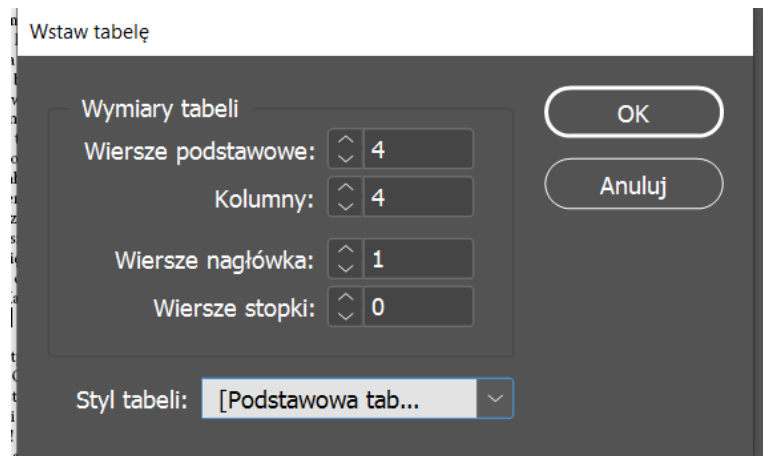 Wstaw tabelę
Wymiary tabeli
Wiersze podstawowe: 4
Kolumny: 4
Wiersze nagłówka: 1
Wiersze stopki: 0
Styl tabeli: [Podstawowa tab...
OK
Anuluj